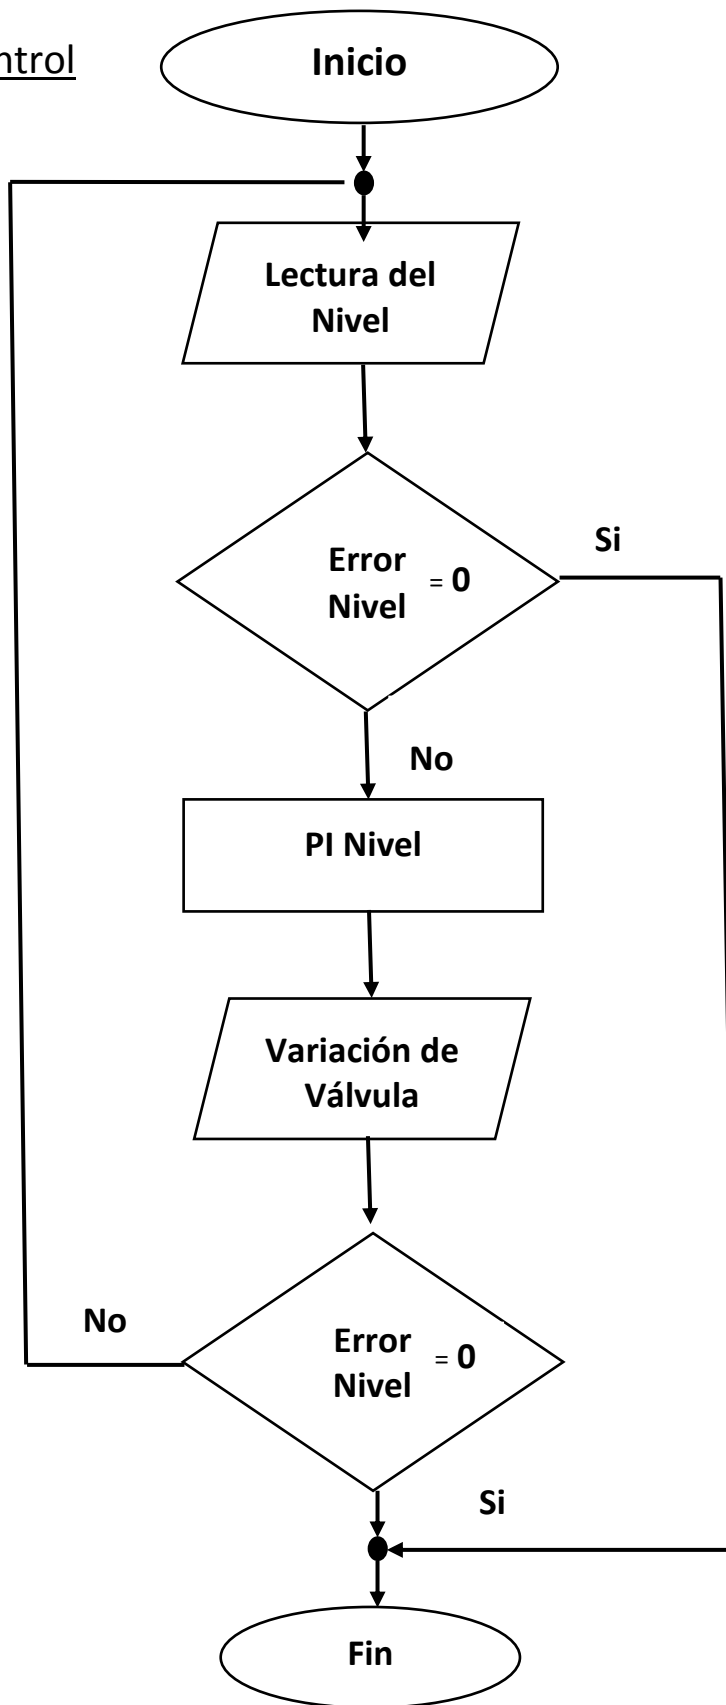 Inicio
Lectura del
Nivel
Si
Error
Nivel = 0
No
PI Nivel
Variación de
Válvula
No
Error
Nivel = 0
Si
Fin